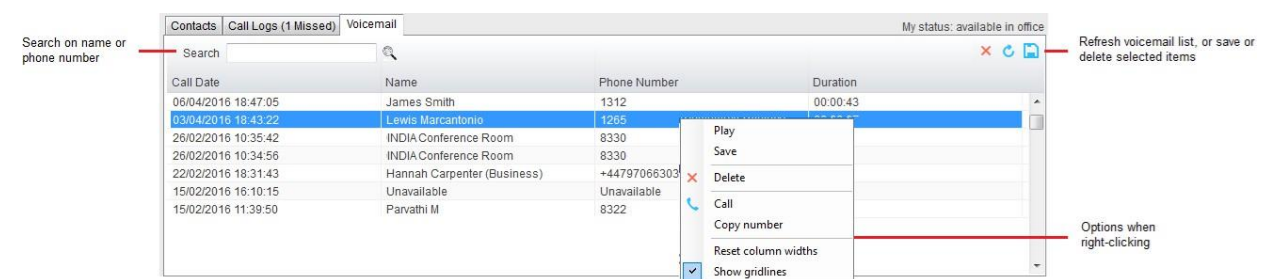 Contacts Call Logs (1 Missed) Voicemail My status: available in office
Search on name or
phone number
Search
Refresh voicemail list, or save or
delete selected items
Call Date Name Phone Number Duration
06/04/2016 18:47:05 James Smith 1312 00:00:43
03/04/2016 18:43:22 Lewis Marcantonio 1265
26/02/2016 10:35:42 INDIA Conference Room 8330
26/02/2016 10:34:56 INDIA Conference Room 8330
22/02/2016 18:31:43 Hannah Carpenter (Business) +44797066303
15/02/2016 16:10:15 Unavailable Unavailable
15/02/2016 11:39:50 Parvathi M 8322
Play
Save
Delete
Call
Copy number
Reset column widths
Show gridlines
Options when
right-clicking